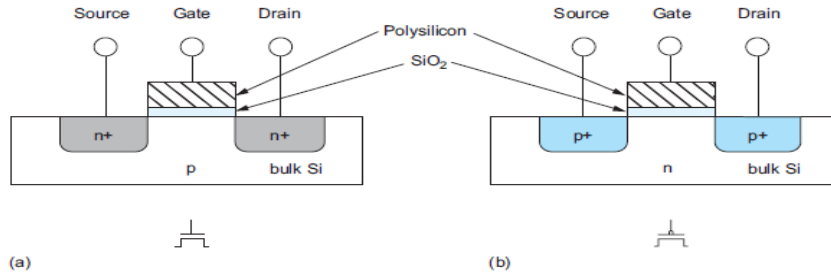 Source Gate Drain Source Gate Drain
Polysilicon
SiO2
n+ n+ p+ p+
p bulk Si n bulk Si
(a) (b)